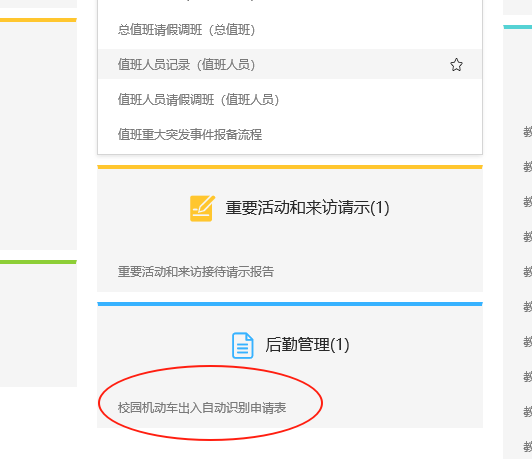 总值班请假调班（总值班）
值班人员记录（值班人员）
值班人员请假调班（值班人员）
值班重大突发事件报备流程
重要活动和来访请示(1)
重要活动和来访接待请示报告
后勤管理(1)
校园机动车出入自动识别申请表